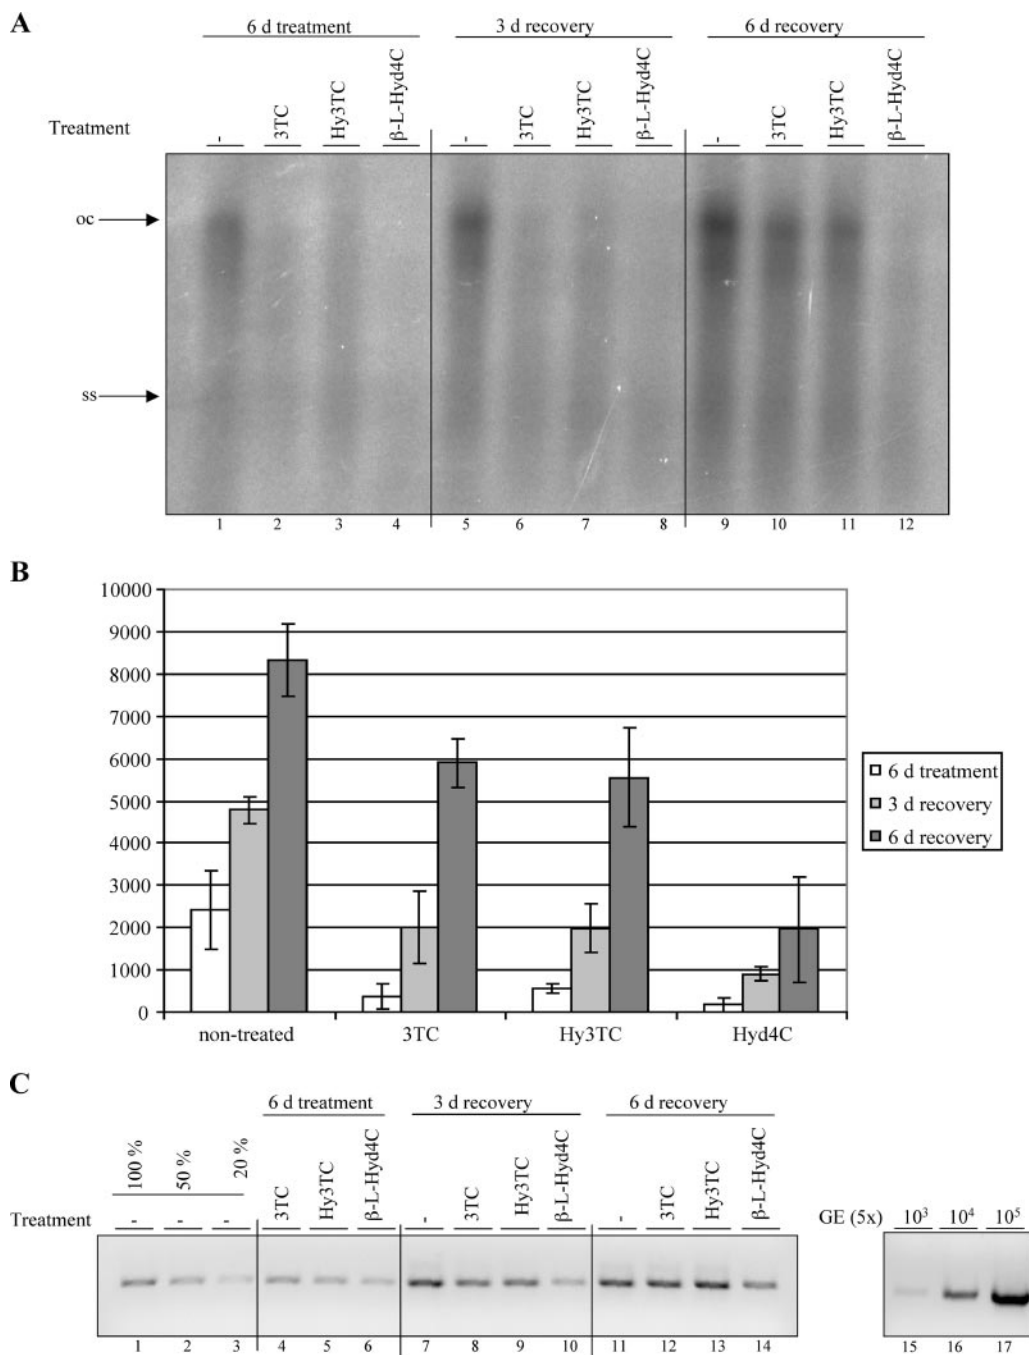 A
6 d treatment 3 d recovery 6 d recovery
Treatment - 3TC Hy3TC β-L-Hyd4C - 3TC Hy3TC β-L-Hyd4C - 3TC Hy3TC β-L-Hyd4C
oc
ss
1 2 3 4 5 6 7 8 9 10 11 12
B
10000
9000
8000
7000
6000
5000
4000
3000
2000
1000
0
non-treated 3TC Hy3TC Hyd4C
6 d treatment
3 d recovery
6 d recovery
C
6 d treatment 3 d recovery 6 d recovery
100 % 50 % 20 %
Treatment - - - 3TC Hy3TC β-L-Hyd4C - 3TC Hy3TC β-L-Hyd4C - 3TC Hy3TC β-L-Hyd4C
GE (5x) 10³ 10⁴ 10⁵
1 2 3 4 5 6 7 8 9 10 11 12 13 14 15 16 17